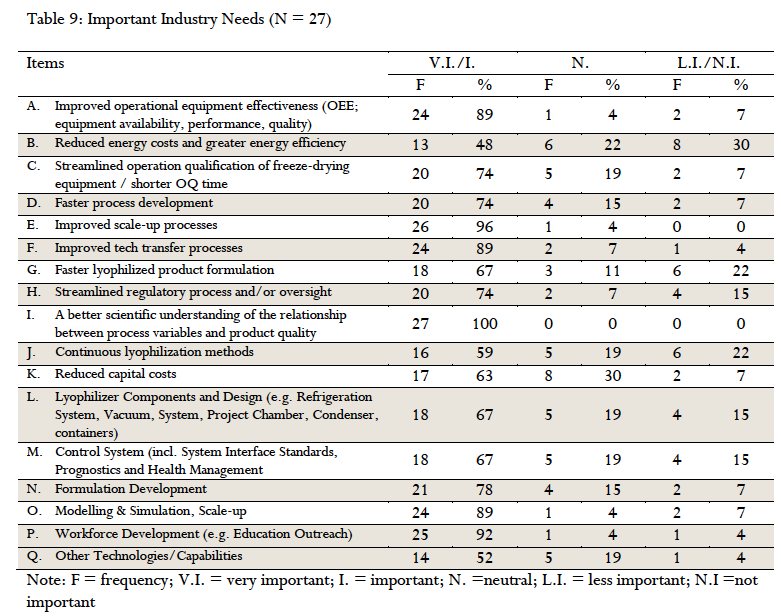 Table 9: Important Industry Needs (N = 27)
Items V.I./I. N. L.I./N.I.
F % F % F %
A. Improved operational equipment effectiveness (OEE;
equipment availability, performance, quality) 24 89 1 4 2 7
B. Reduced energy costs and greater energy efficiency 13 48 6 22 8 30
C. Streamlined operation qualification of freeze-drying
equipment / shorter OQ time 20 74 5 19 2 7
D. Faster process development 20 74 4 15 2 7
E. Improved scale-up processes 26 96 1 4 0 0
F. Improved tech transfer processes 24 89 2 7 1 4
G. Faster lyophilized product formulation 18 67 3 11 6 22
H. Streamlined regulatory process and/or oversight 20 74 2 7 4 15
I. A better scientific understanding of the relationship
between process variables and product quality 27 100 0 0 0 0
J. Continuous lyophilization methods 16 59 5 19 6 22
K. Reduced capital costs 17 63 8 30 2 7
L. Lyophilizer Components and Design (e.g. Refrigeration
System, Vacuum, System, Project Chamber, Condenser, 18 67 5 19 4 15
containers)
M. Control System (incl. System Interface Standards,
Prognostics and Health Management 18 67 5 19 4 15
N. Formulation Development 21 78 4 15 2 7
O. Modelling & Simulation, Scale-up 24 89 1 4 2 7
P. Workforce Development (e.g. Education Outreach) 25 92 1 4 1 4
Q. Other Technologies/Capabilities 14 52 5 19 1 4
Note: F = frequency; V.I. = very important; I. = important; N. =neutral; L.I. = less important; N.I =not
important